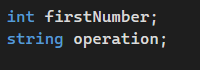 int firstNumber;
string operation;